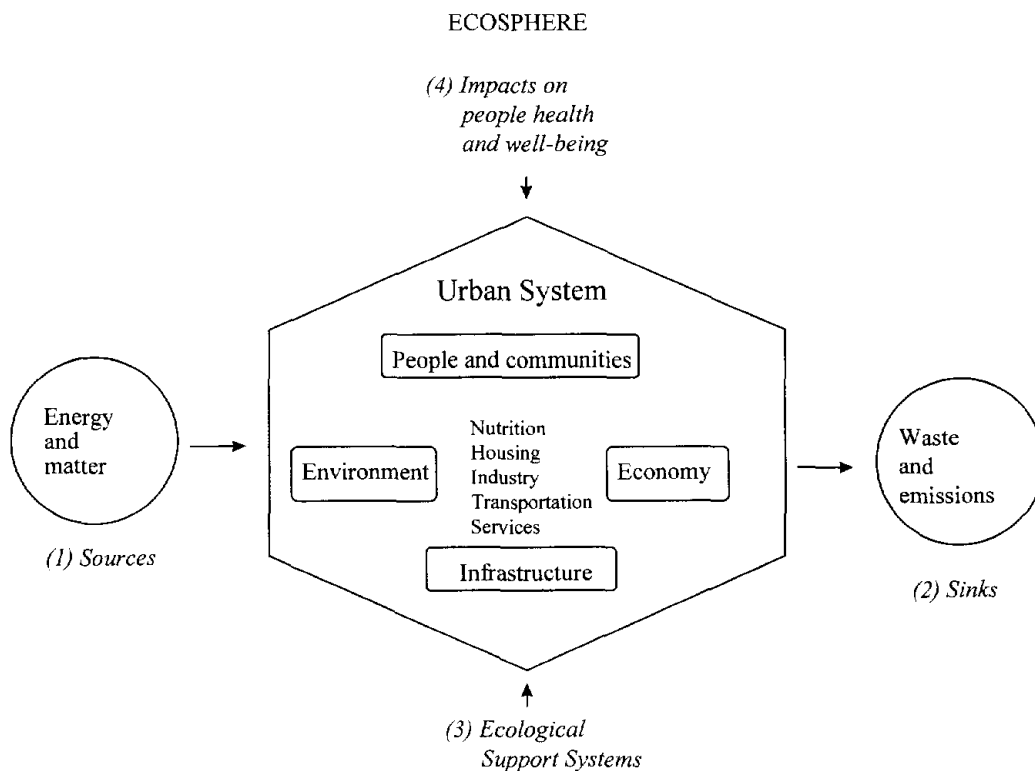 ECOSPHERE
(4) Impacts on
people health
and well-being
Urban System
People and communities
Energy
and
matter
(1) Sources
Environment
Nutrition
Housing
Industry
Transportation
Services
Economy
Infrastructure
Waste
and
emissions
(2) Sinks
(3) Ecological
Support Systems